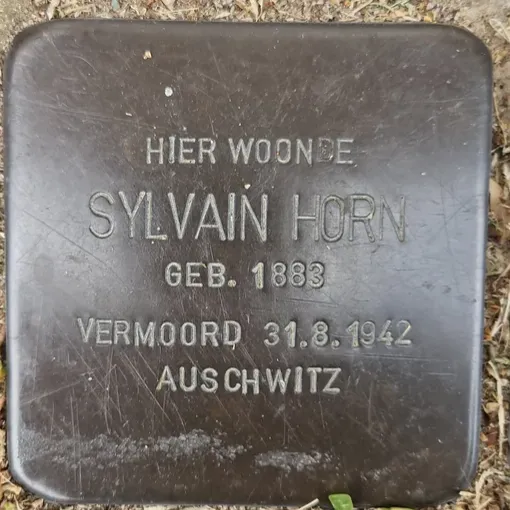 HIER WOONDE
SYLVAIN HORN
GEB. 1883
VERMOORD 31.8.1942
AUSCHWITZ